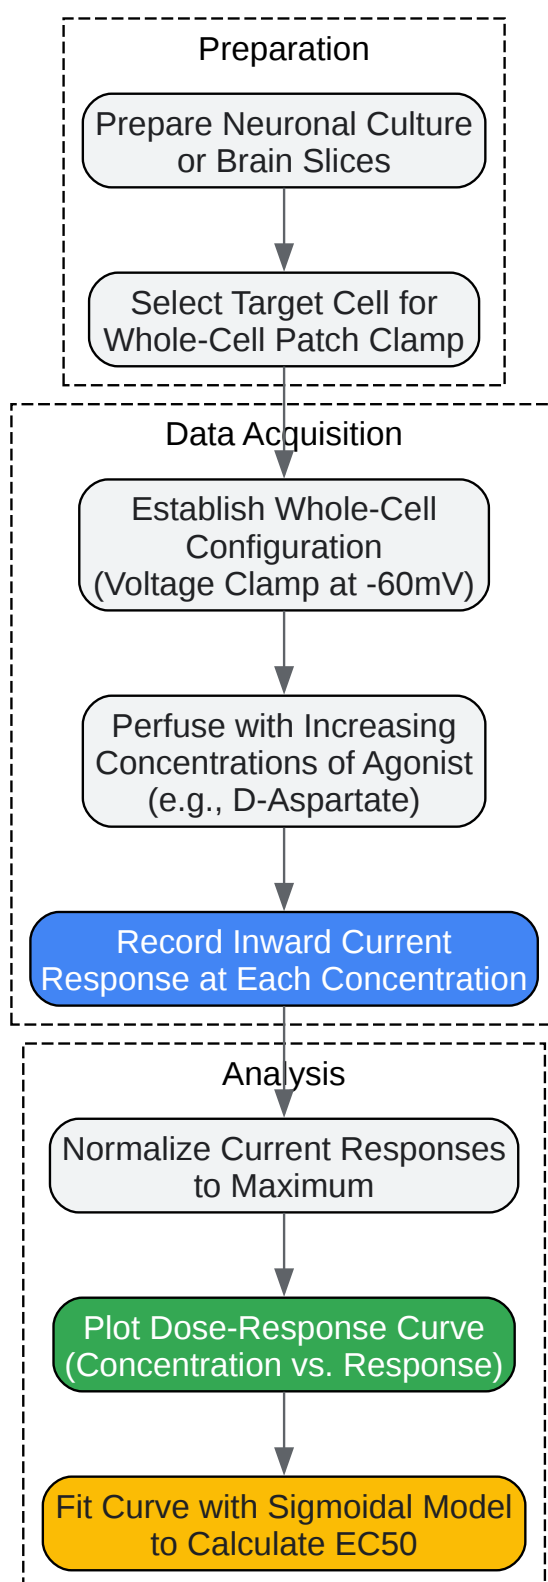 Preparation
Prepare Neuronal Culture
or Brain Slices
Select Target Cell for
Whole-Cell Patch Clamp
Data Acquisition
Establish Whole-Cell
Configuration
(Voltage Clamp at -60mV)
Perfuse with Increasing
Concentrations of Agonist
(e.g., D-Aspartate)
Record Inward Current
Response at Each Concentration
Analysis
Normalize Current Responses
to Maximum
Plot Dose-Response Curve
(Concentration vs. Response)
Fit Curve with Sigmoidal Model
to Calculate EC50